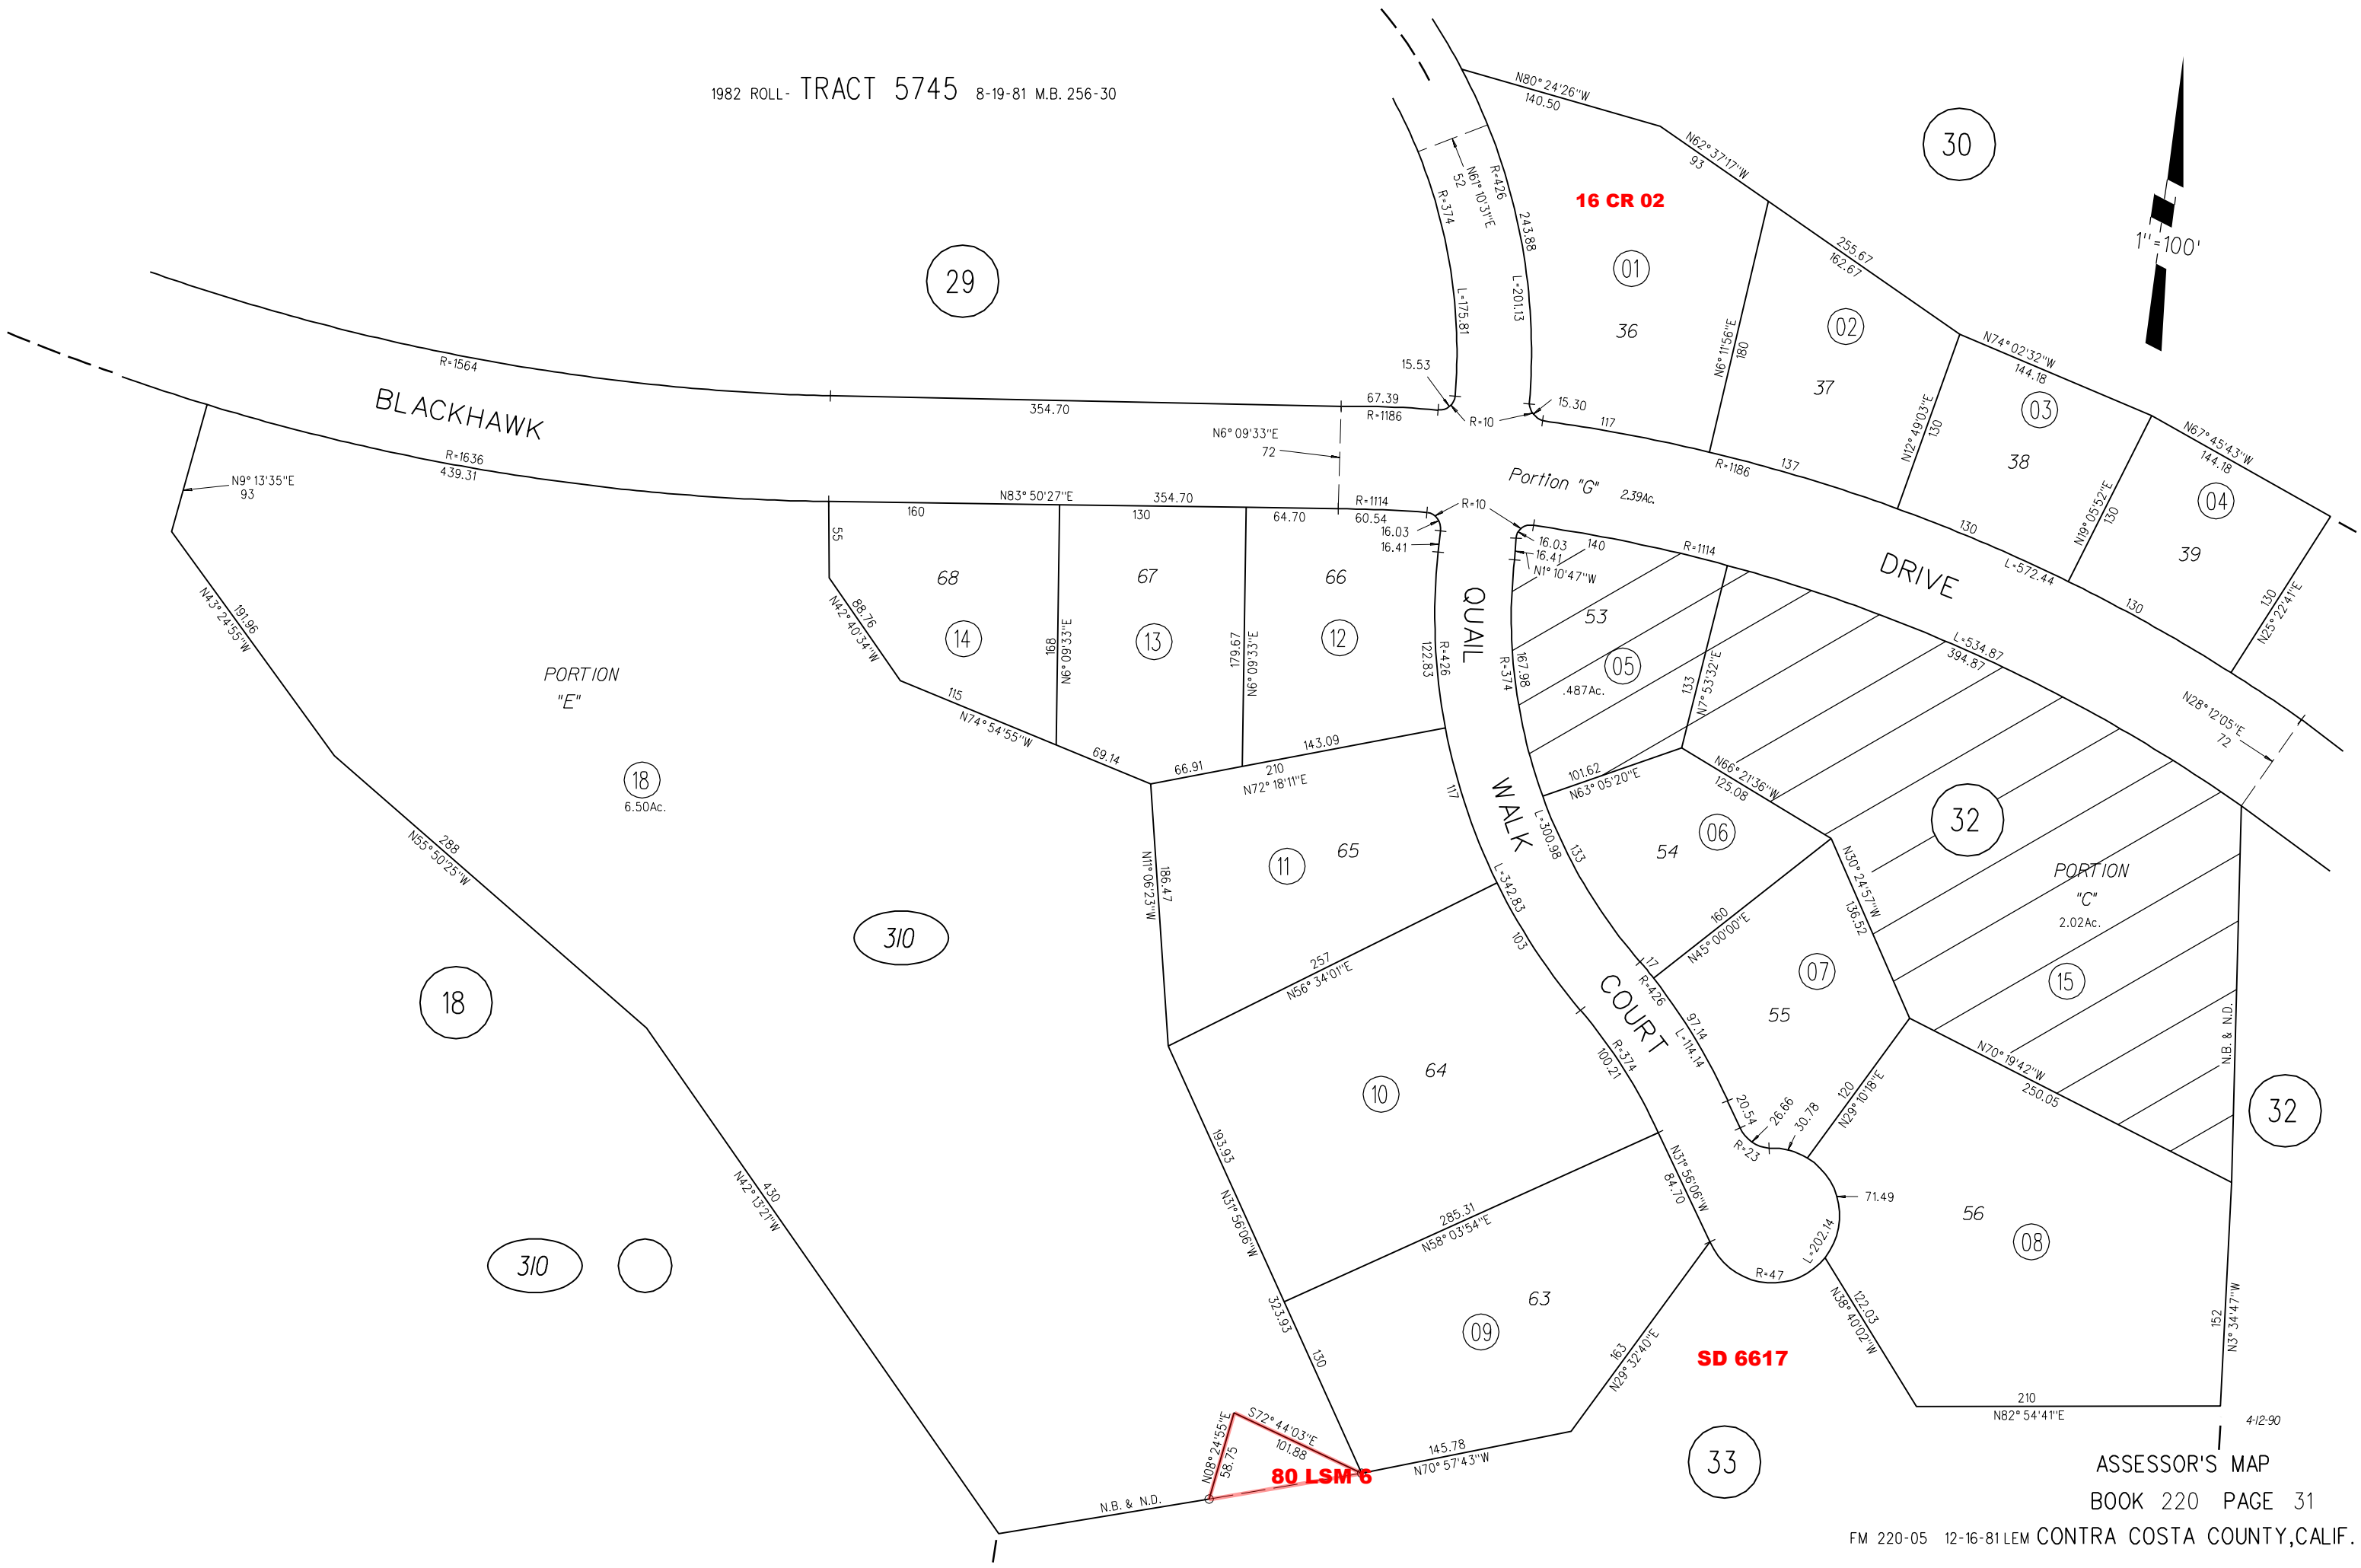 1982 ROLL- TRACT 5745 8-19-81 M.B. 256-30
N80°24'26"W
140.50
N62°37'17"W
93
30
1"=100'
52
N61°10'31"E
R=426
R=374
243.88
16 CR 02
01
36
255.67
162.67
29
L=175.81
L=201.13
N6°11'56"E
180
02
37
N74°02'32"W
144.18
03
38
N12°49'03"E
130
N67°45'43"W
144.18
04
39
N19°05'52"E
130
130
N25°22'41"E
R=1564
BLACKHAWK
354.70
67.39
R=1186
15.53
R=10
15.30
117
R=1186
137
130
L=572.44
130
N6°09'33"E
72
Portion "G" 2.39Ac.
DRIVE
R=1636
439.31
N9°13'35"E
93
N83°50'27"E
354.70
160
130
64.70
R=1114
60.54
R=10
16.03
16.41
16.03
16.41
N1°10'47"W
140
R=1114
55
68
67
66
14
13
12
168
N6°09'33"E
179.67
N6°09'33"E
R=426
122.83
QUAIL
R=374
167.98
53
05
.487Ac.
133
N7°53'32"E
L=534.87
394.87
N28°12'05"E
72
88.76
N42°40'34"W
191.96
N43°24'55"W
PORTION
"E"
18
6.50Ac.
115
N74°54'55"W
69.14
66.91
143.09
210
N72°18'11"E
117
WALK
101.62
N63°05'20"E
N66°21'36"W
125.08
L=300.98
133
54
06
32
288
N55°50'25"W
N11°06'23"W
186.47
11
65
L=342.83
103
160
N45°00'00"E
N30°24'57"W
136.52
PORTION
"C"
2.02Ac.
15
310
18
257
N56°34'01"E
17
R=426
COURT
97.14
L=114.14
07
55
N.B. & N.D.
N70°19'42"W
250.05
32
10
64
R=374
100.21
20.54
26.66
30.78
R=23
120
N29°10'18"E
193.93
N31°56'06"W
323.93
130
N31°56'06"W
84.70
71.49
L=202.14
R=47
56
08
430
N42°13'21"W
310
285.31
N58°03'54"E
63
09
163
N29°32'40"E
122.03
N38°40'02"W
152
N3°34'47"W
SD 6617
210
N82°54'41"E
4-12-90
N08°24'55"E
58.75
S72°44'03"E
101.88
80 LSM 6
145.78
N70°57'43"W
N.B. & N.D.
33
ASSESSOR'S MAP
BOOK 220 PAGE 31
FM 220-05 12-16-81 LEM CONTRA COSTA COUNTY,CALIF.